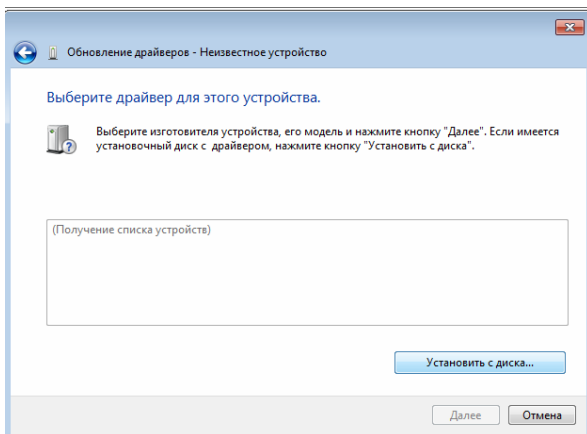 Обновление драйверов - Неизвестное устройство
Выберите драйвер для этого устройства.
Выберите изготовителя устройства, его модель и нажмите кнопку "Далее". Если имеется
установочный диск с драйвером, нажмите кнопку "Установить с диска".
(Получение списка устройств)
Установить с диска...
Далее
Отмена